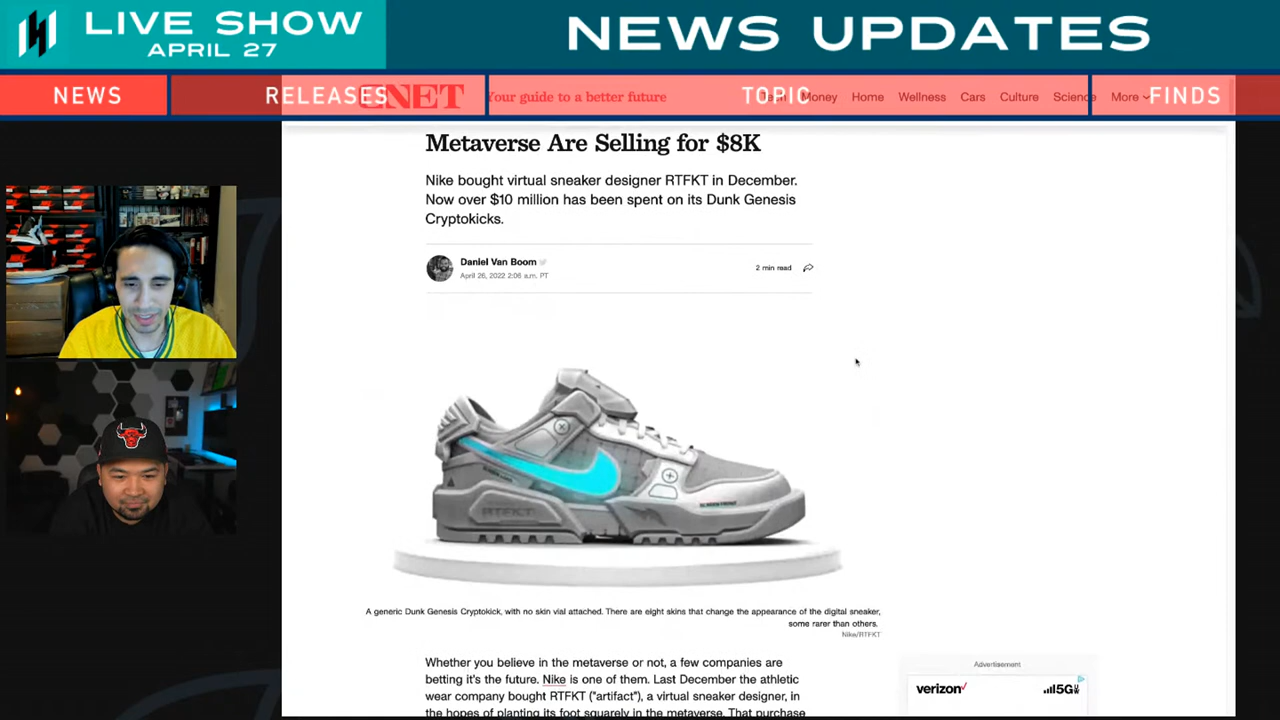 LIVE SHOW
APRIL 27
NEWS UPDATES
NEWS
RELEASES
TOPIC
FINDS
CNET
Your guide to a better future
Money Home Wellness Cars Culture Science More
Metaverse Are Selling for $8K
Nike bought virtual sneaker designer RTFKT in December.
Now over $10 million has been spent on its Dunk Genesis
Cryptokicks.
Daniel Van Boom
April 26, 2022 2:06 a.m. PT
2 min read
RTFKT
A generic Dunk Genesis Cryptokick, with no skin vial attached. There are eight skins that change the appearance of the digital sneaker,
some rarer than others.
Nike/RTFKT
Whether you believe in the metaverse or not, a few companies are
betting it's the future. Nike is one of them. Last December the athletic
wear company bought RTFKT ("artifact"), a virtual sneaker designer, in
the hopes of planting its foot squarely in the metaverse. That purchase
Advertisement
verizon
5G